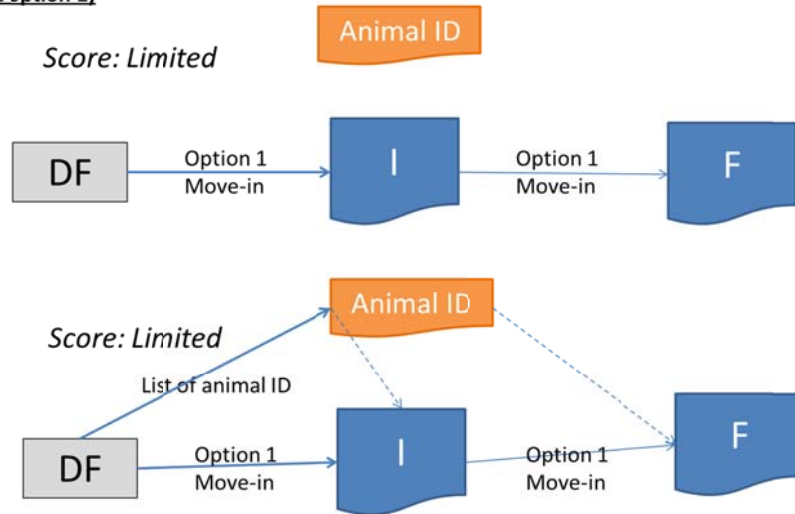 Animal ID
Score: Limited
DF
Option 1
Move-in
I
Option 1
Move-in
F
Animal ID
Score: Limited
List of animal ID
DF
Option 1
Move-in
I
Option 1
Move-in
F